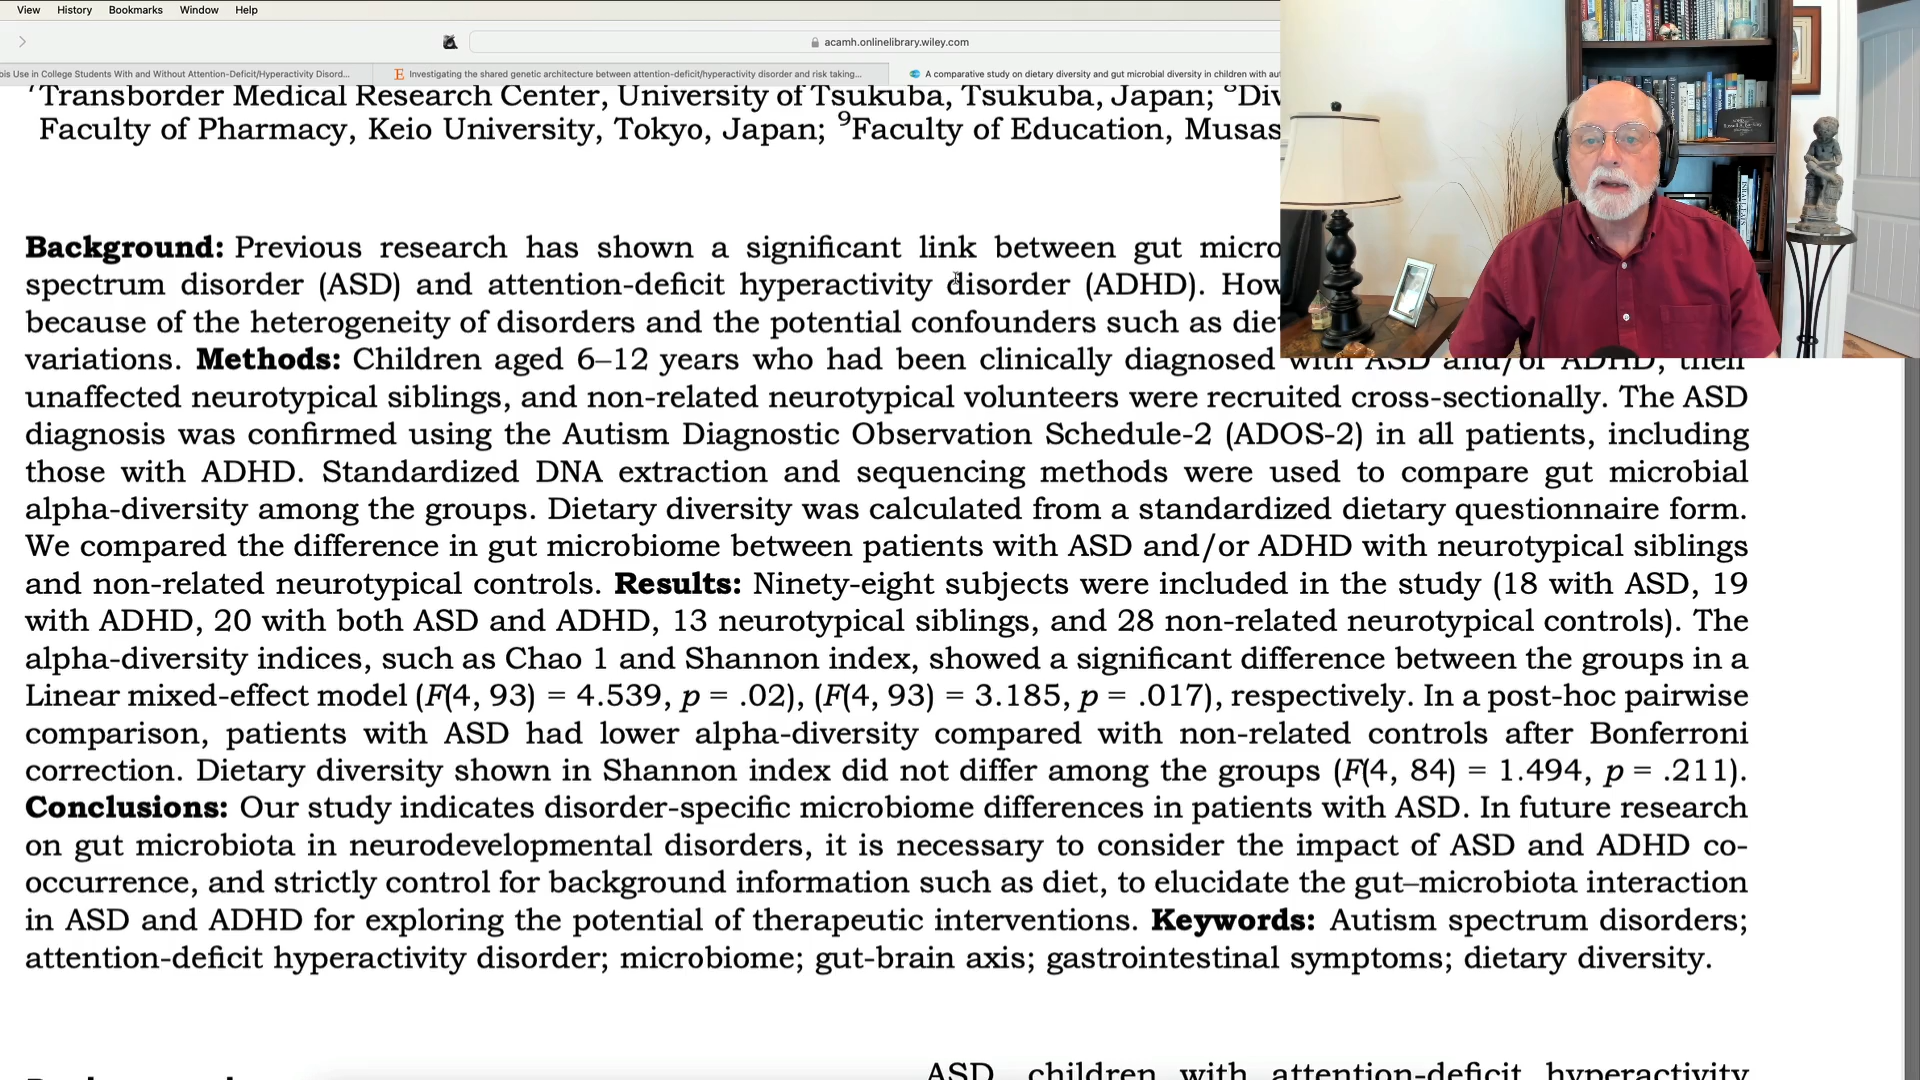 View History Bookmarks Window Help
acamh.onlinelibrary.wiley.com
Use in College Students With and Without Attention-Deficit/Hyperactivity Disord...
Investigating the shared genetic architecture between attention-deficit/hyperactivity disorder and risk taking...
A comparative study on dietary diversity and gut microbial diversity in children with
Transborder Medical Research Center, University of Tsukuba, Tsukuba, Japan;
Faculty of Pharmacy, Keio University, Tokyo, Japan; 9Faculty of Education,
Background: Previous research has shown a significant link between gut
spectrum disorder (ASD) and attention-deficit hyperactivity disorder (ADHD).
because of the heterogeneity of disorders and the potential confounders such as
variations. Methods: Children aged 6–12 years who had been clinically diagnosed with ASD and/or ADHD, their
unaffected neurotypical siblings, and non-related neurotypical volunteers were recruited cross-sectionally. The ASD
diagnosis was confirmed using the Autism Diagnostic Observation Schedule-2 (ADOS-2) in all patients, including
those with ADHD. Standardized DNA extraction and sequencing methods were used to compare gut microbial
alpha-diversity among the groups. Dietary diversity was calculated from a standardized dietary questionnaire form.
We compared the difference in gut microbiome between patients with ASD and/or ADHD with neurotypical siblings
and non-related neurotypical controls. Results: Ninety-eight subjects were included in the study (18 with ASD, 19
with ADHD, 20 with both ASD and ADHD, 13 neurotypical siblings, and 28 non-related neurotypical controls). The
alpha-diversity indices, such as Chao 1 and Shannon index, showed a significant difference between the groups in a
Linear mixed-effect model (F(4, 93) = 4.539, p = .02), (F(4, 93) = 3.185, p = .017), respectively. In a post-hoc pairwise
comparison, patients with ASD had lower alpha-diversity compared with non-related controls after Bonferroni
correction. Dietary diversity shown in Shannon index did not differ among the groups (F(4, 84) = 1.494, p = .211).
Conclusions: Our study indicates disorder-specific microbiome differences in patients with ASD. In future research
on gut microbiota in neurodevelopmental disorders, it is necessary to consider the impact of ASD and ADHD co-
occurrence, and strictly control for background information such as diet, to elucidate the gut–microbiota interaction
in ASD and ADHD for exploring the potential of therapeutic interventions. Keywords: Autism spectrum disorders;
attention-deficit hyperactivity disorder; microbiome; gut-brain axis; gastrointestinal symptoms; dietary diversity.
ASD, children with attention-deficit hyperactivity